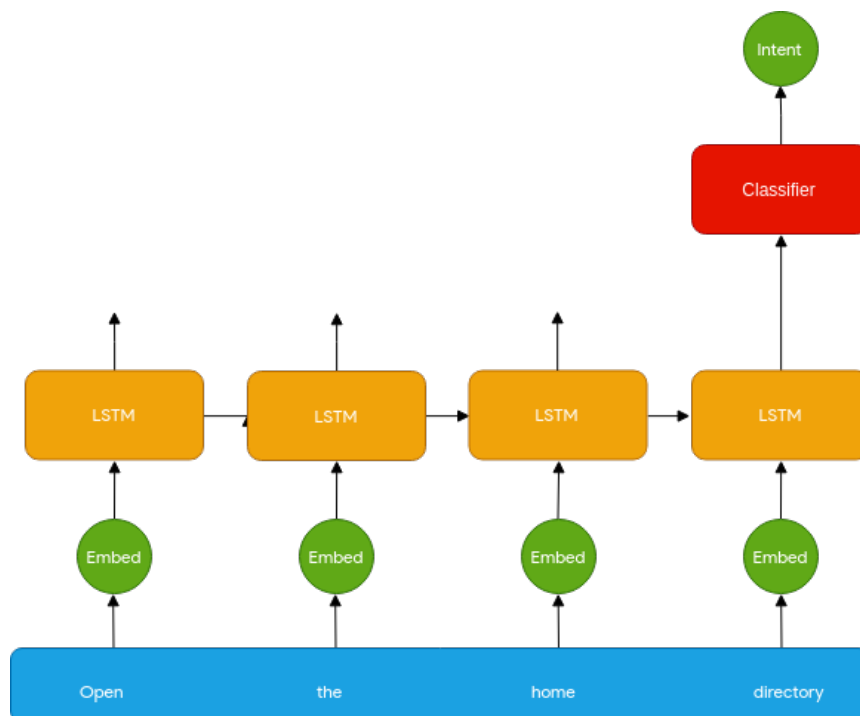 Intent
Classifier
LSTM LSTM LSTM LSTM
Embed Embed Embed Embed
Open the home directory